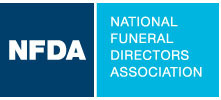 NFDA
NATIONAL
FUNERAL
DIRECTORS
ASSOCIATION